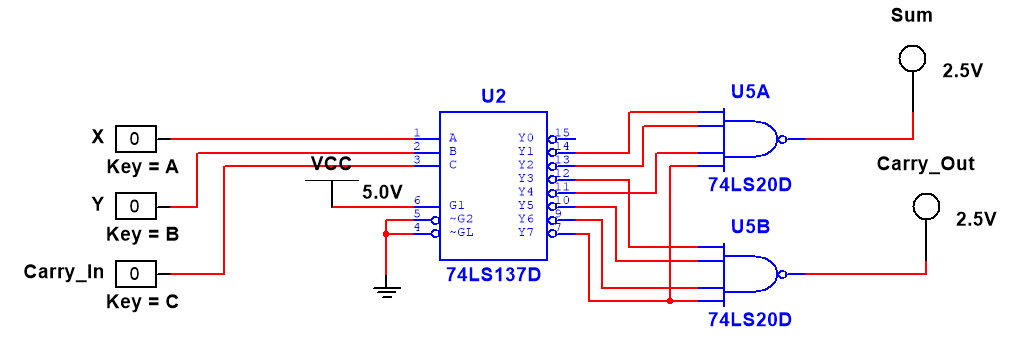 Sum
2.5V
U2
U5A
X 0
Key = A
1 A Y0 15
2 B Y1 14
3 C Y2 13
VCC
Y3 12
74LS20D
Carry_Out
Y 0
Key = B
5.0V
Y4 11
6 G1 Y5 10
5 ~G2 Y6 9
4 ~GL Y7 7
2.5V
U5B
Carry_In 0
Key = C
74LS137D
74LS20D